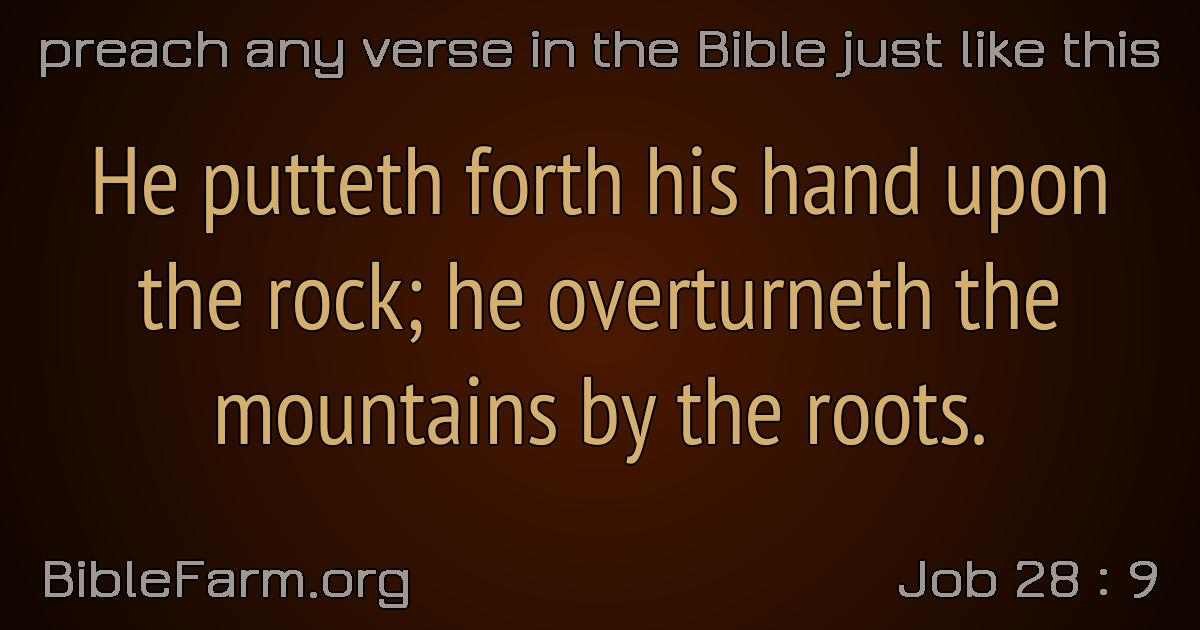 preach any verse in the Bible just like this
He putteth forth his hand upon
the rock; he overturneth the
mountains by the roots.
BibleFarm.org
Job 28 : 9